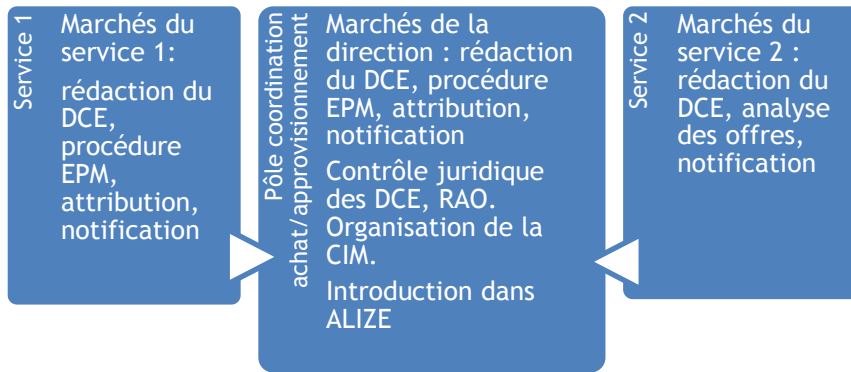 Service 1
Marchés du
service 1:
rédaction du
DCE,
procédure
EPM,
attribution,
notification
Pôle coordination
achat/approvisionnement
Marchés de la
direction : rédaction
du DCE, procédure
EPM, attribution,
notification
Contrôle juridique
des DCE, RAO.
Organisation de la
CIM.
Introduction dans
ALIZE
Service 2
Marchés du
service 2 :
rédaction du
DCE, analyse
des offres,
notification